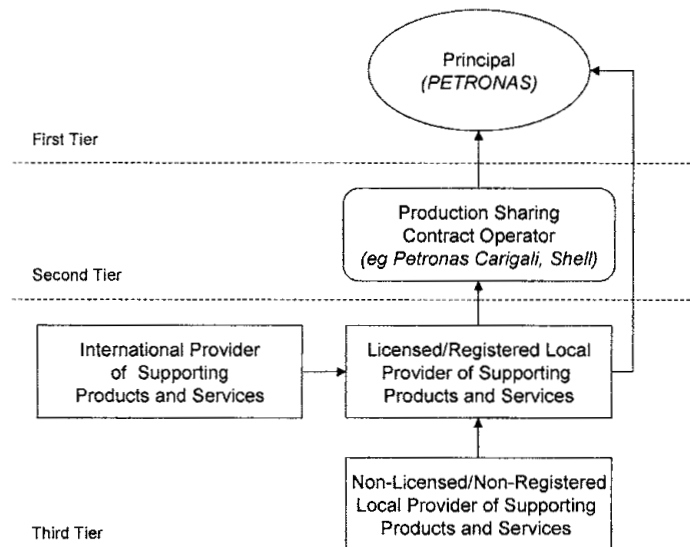 Principal
(PETRONAS)
First Tier
Production Sharing
Contract Operator
(eg Petronas Carigali, Shell)
Second Tier
International Provider
of Supporting
Products and Services
Licensed/Registered Local
Provider of Supporting
Products and Services
Non-Licensed/Non-Registered
Local Provider of Supporting
Products and Services
Third Tier